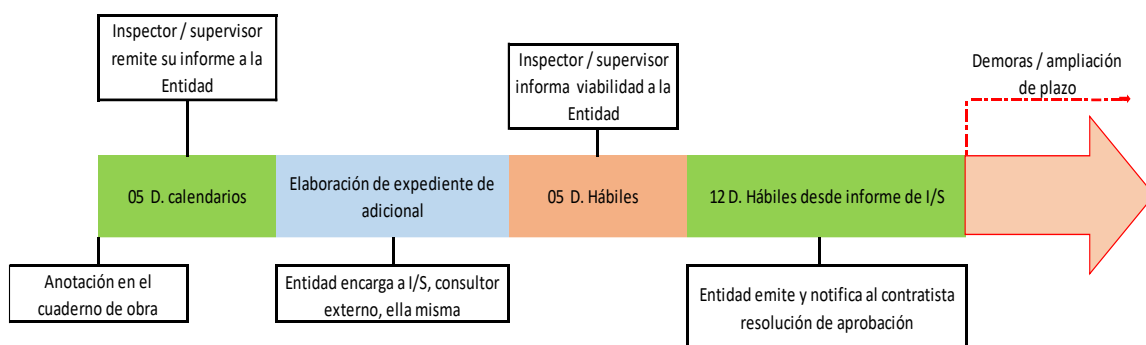 Inspector / supervisor
remite su informe a la
Entidad
Inspector / supervisor
informa viabilidad a la
Entidad
Demoras / ampliación
de plazo
05 D. calendarios
Elaboración de expediente de
adicional
05 D. Hábiles
12 D. Hábiles desde informe de I/S
Anotación en el
cuaderno de obra
Entidad encarga a I/S, consultor
externo, ella misma
Entidad emite y notifica al contratista
resolución de aprobación